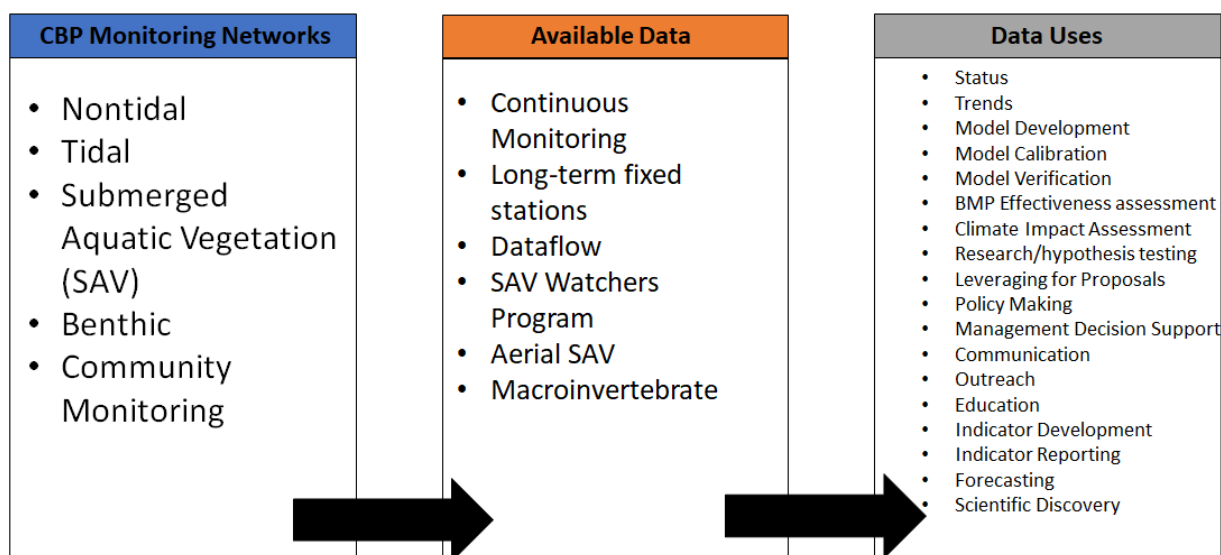 CBP Monitoring Networks
• Nontidal
• Tidal
• Submerged
Aquatic Vegetation
(SAV)
• Benthic
• Community
Monitoring
Available Data
• Continuous
Monitoring
• Long-term fixed
stations
• Dataflow
• SAV Watchers
Program
• Aerial SAV
• Macroinvertebrate
Data Uses
• Status
• Trends
• Model Development
• Model Calibration
• Model Verification
• BMP Effectiveness assessment
• Climate Impact Assessment
• Research/hypothesis testing
• Leveraging for Proposals
• Policy Making
• Management Decision Support
• Communication
• Outreach
• Education
• Indicator Development
• Indicator Reporting
• Forecasting
• Scientific Discovery